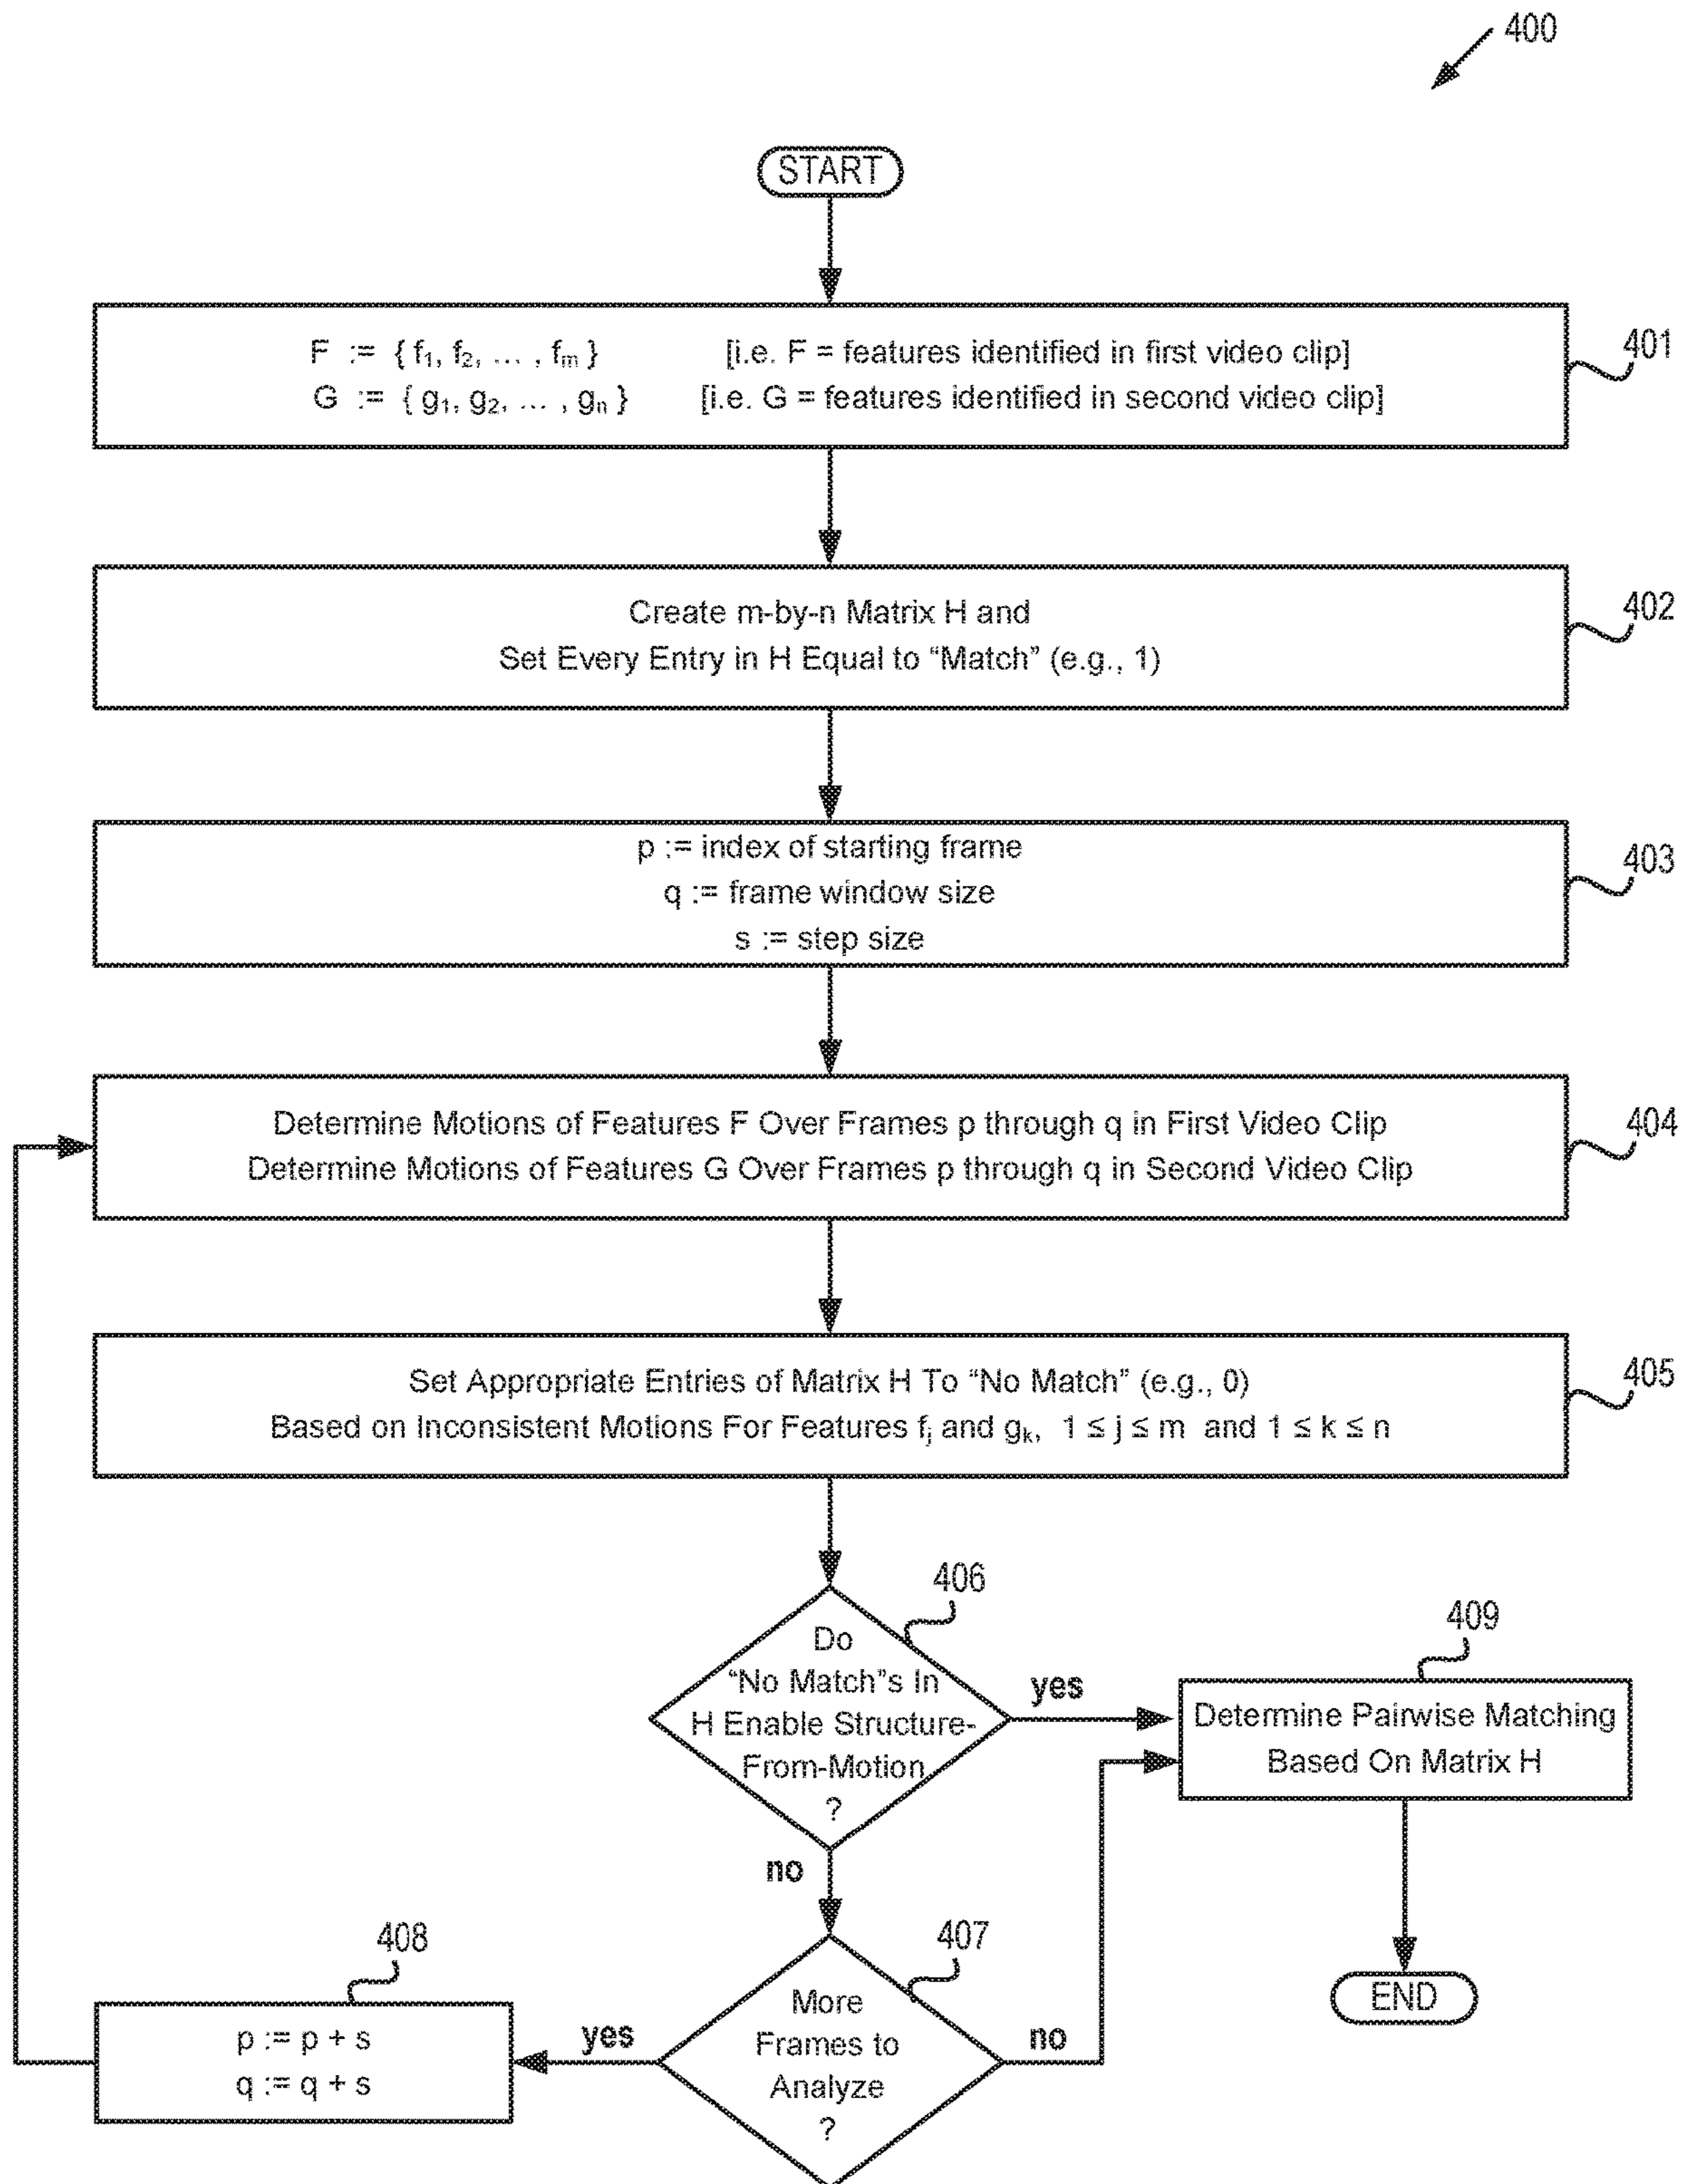 400
START
F := { f₁, f₂, ... , fₘ } [i.e. F = features identified in first video clip]
G := { g₁, g₂, ... , gₙ } [i.e. G = features identified in second video clip]
401
Create m-by-n Matrix H and
Set Every Entry in H Equal to “Match” (e.g., 1)
402
p := index of starting frame
q := frame window size
s := step size
403
Determine Motions of Features F Over Frames p through q in First Video Clip
Determine Motions of Features G Over Frames p through q in Second Video Clip
404
Set Appropriate Entries of Matrix H To “No Match” (e.g., 0)
Based on Inconsistent Motions For Features fⱼ and gₖ, 1 ≤ j ≤ m and 1 ≤ k ≤ n
405
406
Do
“No Match”s In
H Enable Structure-
From-Motion
?
yes
409
Determine Pairwise Matching
Based On Matrix H
no
407
More
Frames to
Analyze
?
yes
no
408
p := p + s
q := q + s
END